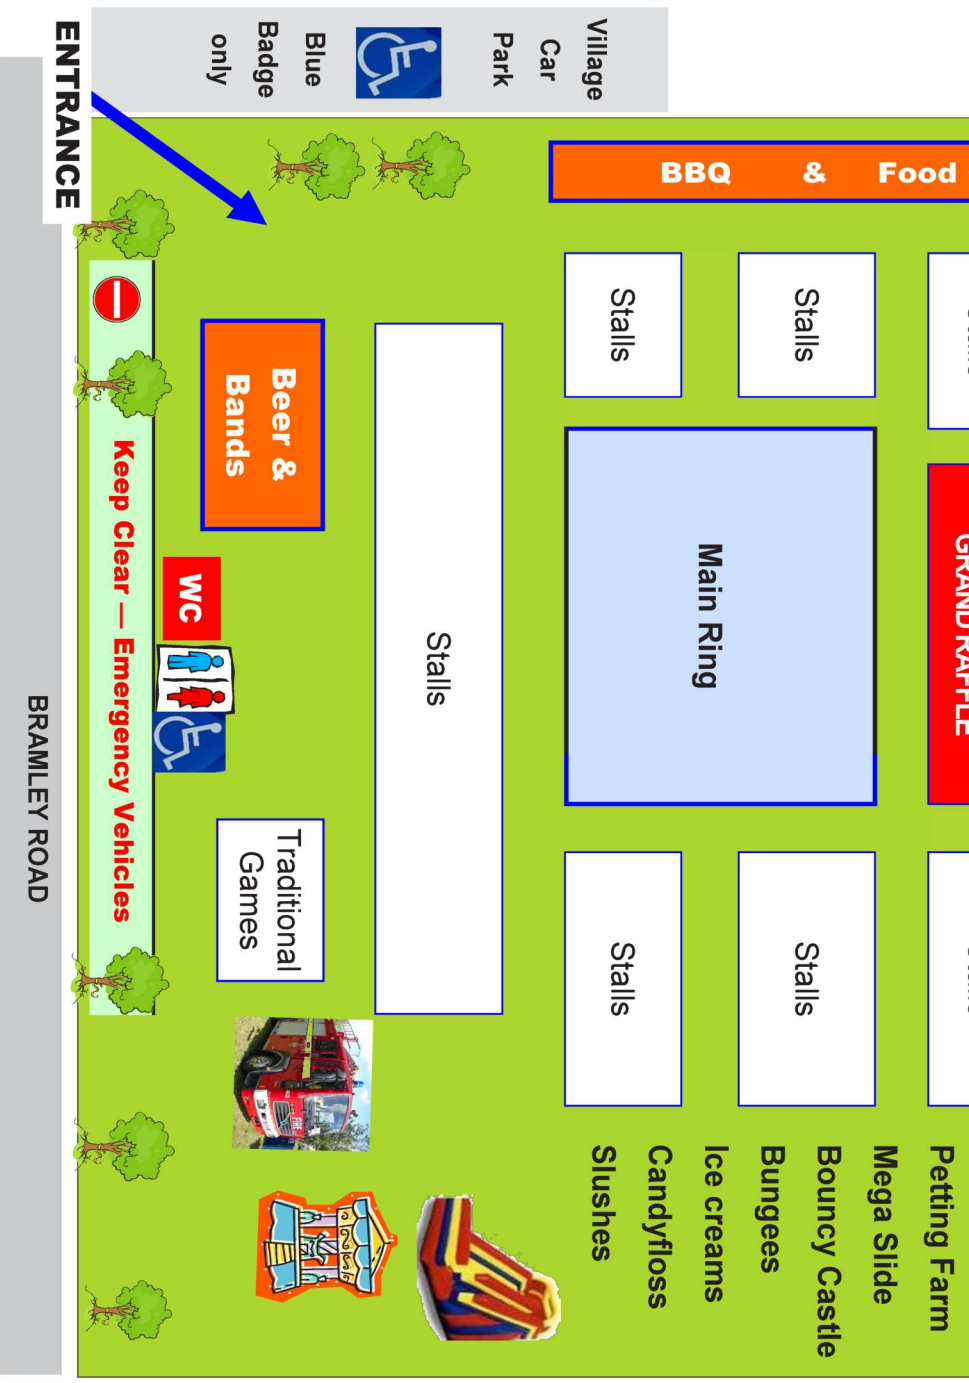 BBQ & Food
GRAND RAFFLE
Petting Farm
Mega Slide
Bouncy Castle
Bungees
Ice creams
Candyfloss
Slushes
Stalls
Stalls
Main Ring
Stalls
Stalls
Village
Car
Park
Blue
Badge
only
Stalls
Beer &
Bands
Traditional
Games
WC
Keep Clear — Emergency Vehicles
ENTRANCE
BRAMLEY ROAD